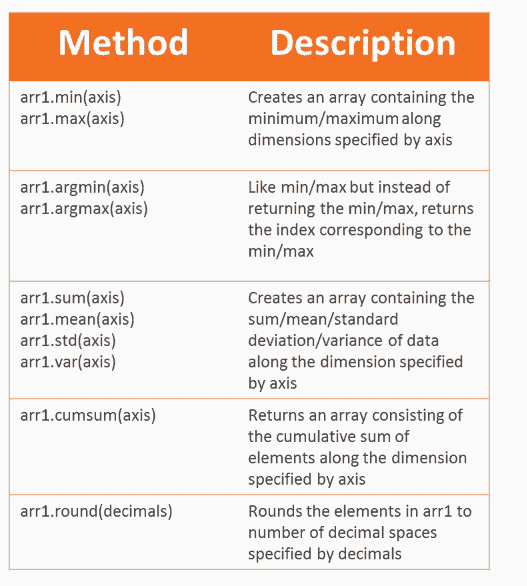 Method Description
arr1.min(axis) Creates an array containing the
arr1.max(axis) minimum/maximum along
dimensions specified by axis
arr1.argmin(axis) Like min/max but instead of
arr1.argmax(axis) returning the min/max, returns
the index corresponding to the
min/max
arr1.sum(axis) Creates an array containing the
arr1.mean(axis) sum/mean/standard
arr1.std(axis) deviation/variance of data
arr1.var(axis) along the dimension specified
by axis
arr1.cumsum(axis) Returns an array consisting of
the cumulative sum of
elements along the dimension
specified by axis
arr1.round(decimals) Rounds the elements in arr1 to
number of decimal spaces
specified by decimals